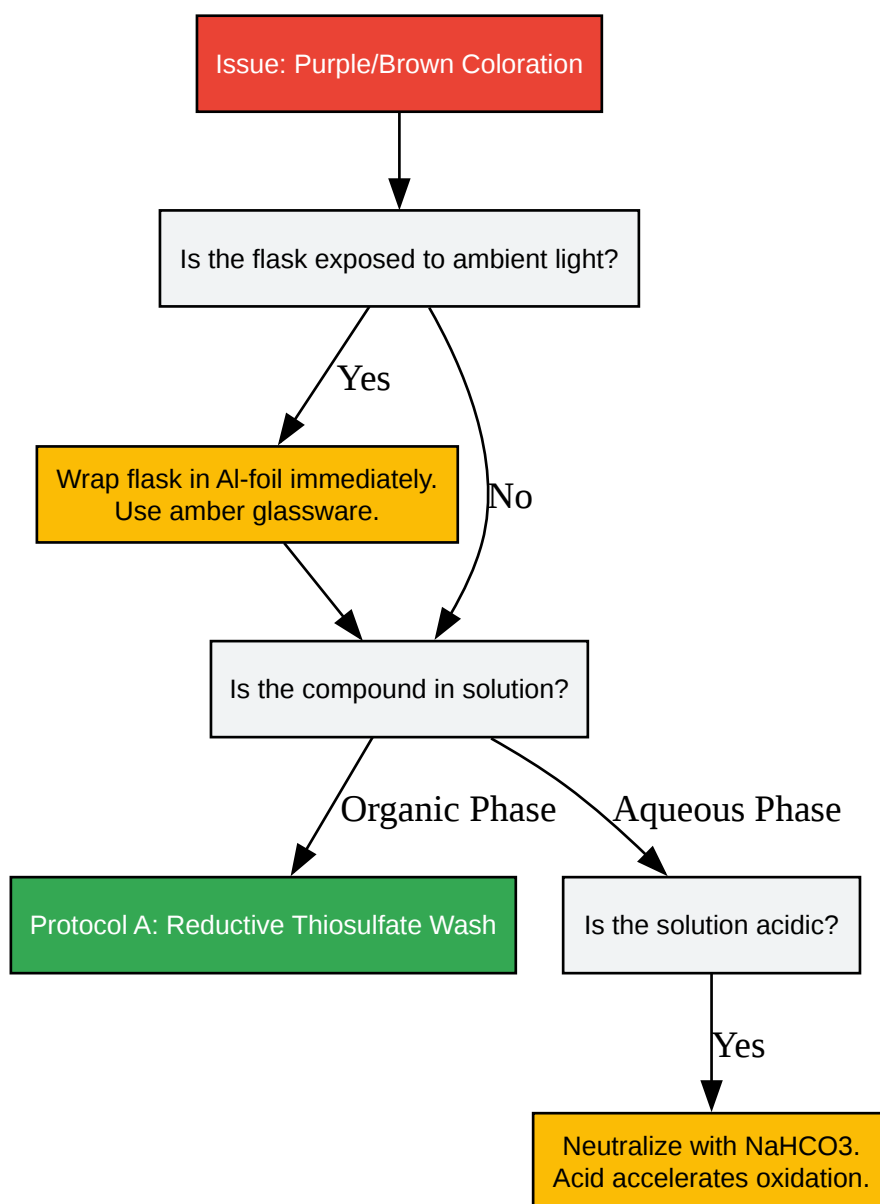 Issue: Purple/Brown Coloration
Is the flask exposed to ambient light?
Yes
Wrap flask in Al-foil immediately.
Use amber glassware.
No
Is the compound in solution?
Organic Phase
Aqueous Phase
Protocol A: Reductive Thiosulfate Wash
Is the solution acidic?
Yes
Neutralize with NaHCO3.
Acid accelerates oxidation.